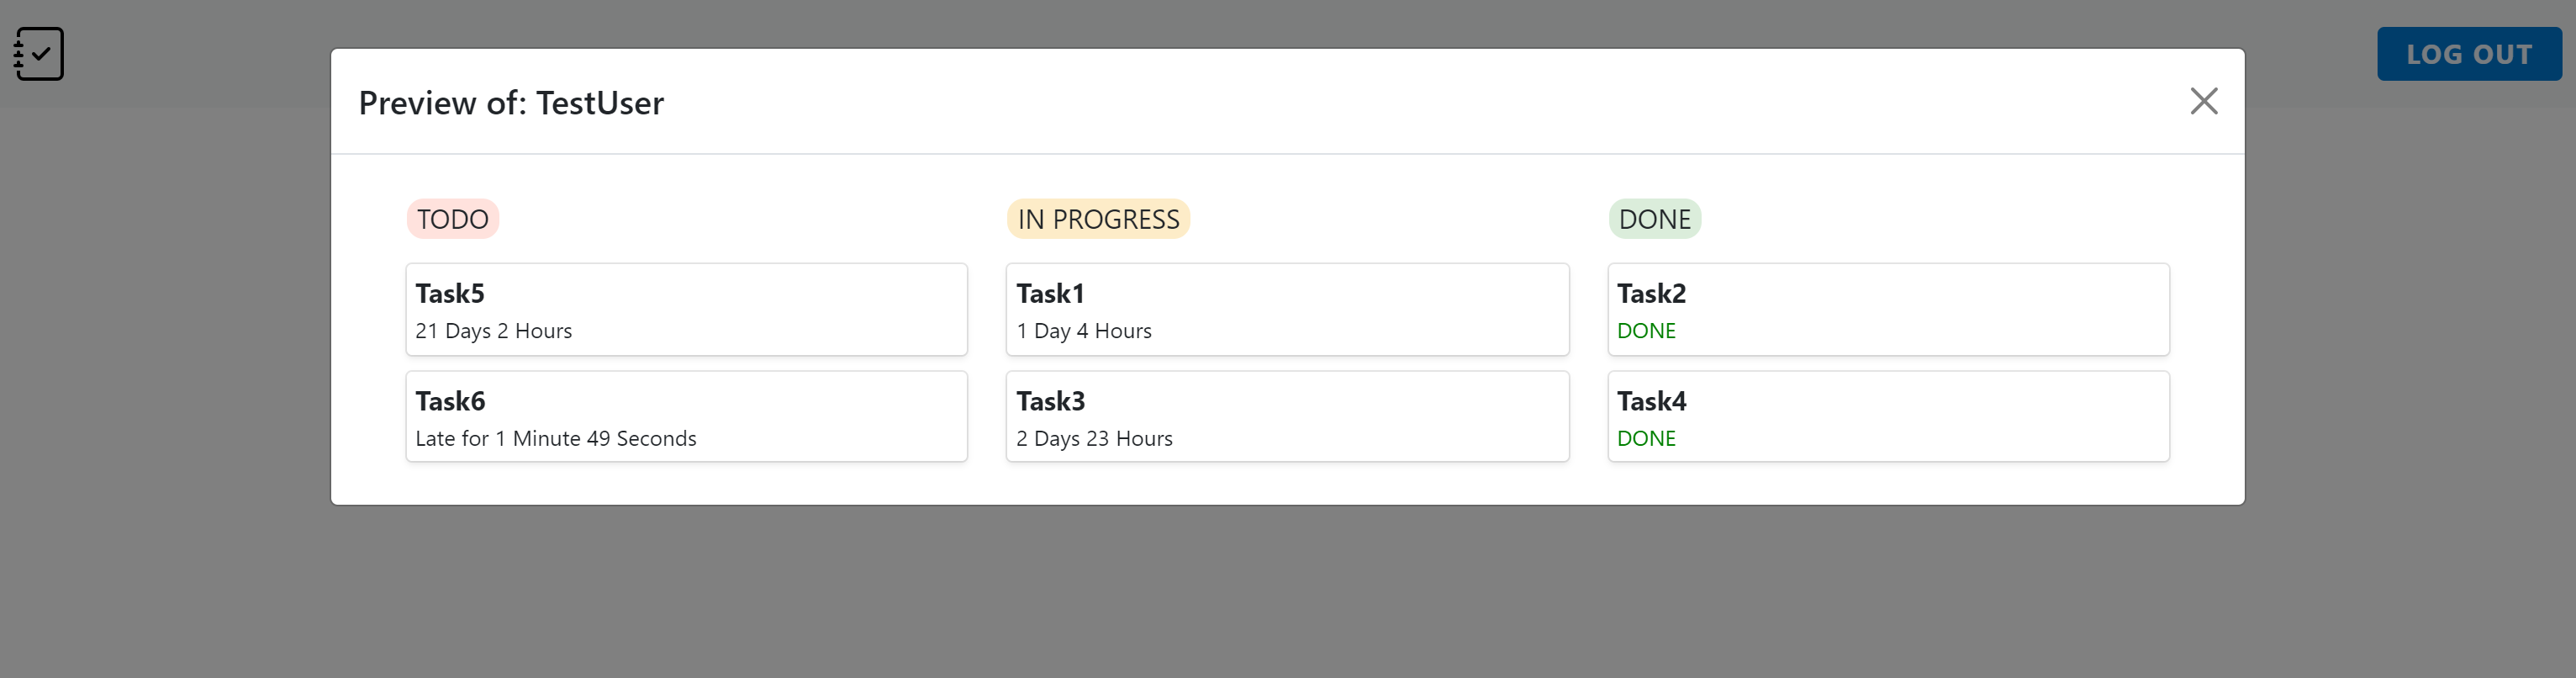 LOG OUT
Preview of: TestUser
TODO
Task5
21 Days 2 Hours
Task6
Late for 1 Minute 49 Seconds
IN PROGRESS
Task1
1 Day 4 Hours
Task3
2 Days 23 Hours
DONE
Task2
DONE
Task4
DONE